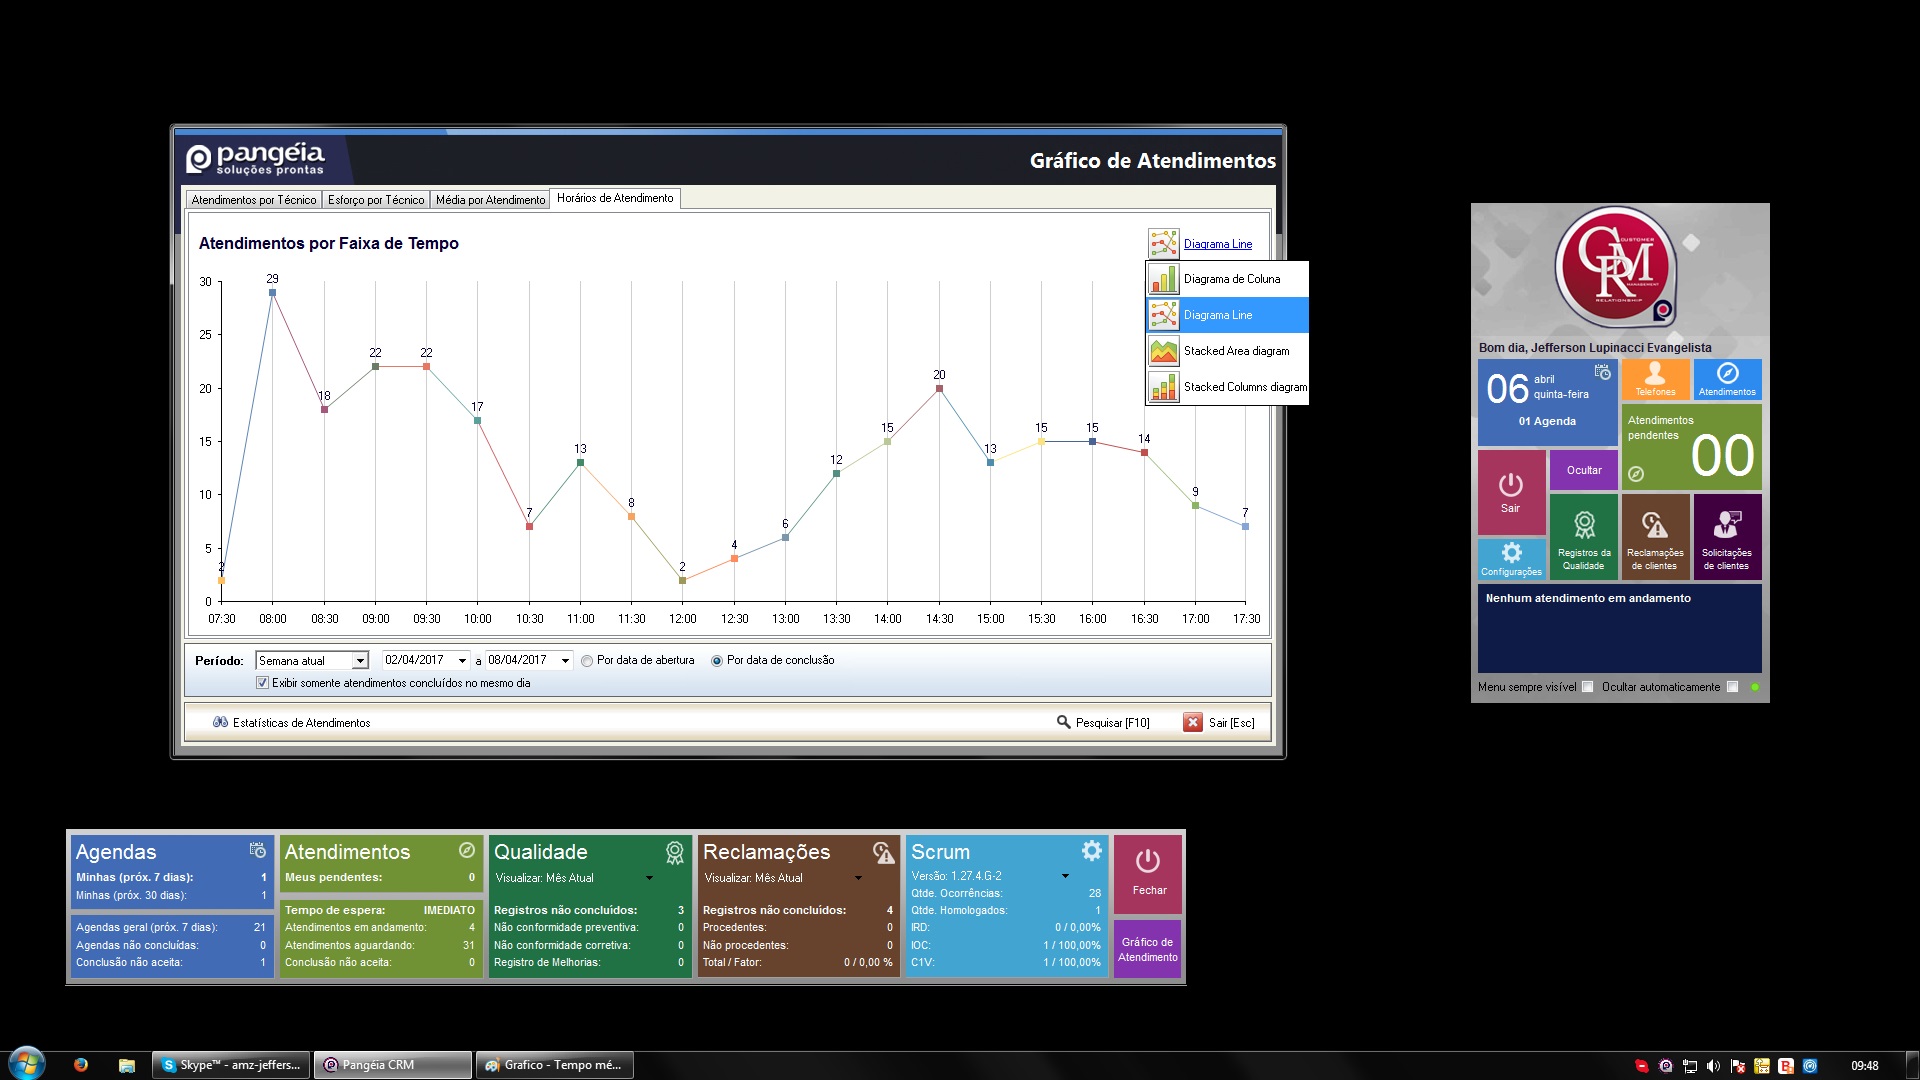 pangéia
soluções prontas
Gráfico de Atendimentos
Atendimentos por Técnico
Esforço por Técnico
Média por Atendimento
Horários de Atendimento
Atendimentos por Faixa de Tempo
Diagrama Line
Diagrama de Coluna
Diagrama Line
Stacked Area diagram
Stacked Columns diagram
30
25
20
15
10
5
0
2
29
18
22
22
17
7
13
8
2
4
6
12
15
20
13
15
15
14
9
7
07:30 08:00 08:30 09:00 09:30 10:00 10:30 11:00 11:30 12:00 12:30 13:00 13:30 14:00 14:30 15:00 15:30 16:00 16:30 17:00 17:30
Período: Semana atual 02/04/2017 a 08/04/2017 Por data de abertura Por data de conclusão
Exibir somente atendimentos concluídos no mesmo dia
Estatísticas de Atendimentos
Pesquisar [F10]
Sair [Esc]
CUSTOMER
CRM
MANAGEMENT
RELATIONSHIP
Bom dia, Jefferson Lupinacci Evangelista
06
abril
quinta-feira
01 Agenda
Telefones
Atendimentos
Atendimentos
pendentes
00
Sair
Ocultar
Configurações
Registros da
Qualidade
Reclamações
de clientes
Solicitações
de clientes
Nenhum atendimento em andamento
Menu sempre visível
Ocultar automaticamente
Agendas
Minhas (próx. 7 dias): 1
Minhas (próx. 30 dias): 1
Agendas geral (próx. 7 dias): 21
Agendas não concluídas: 0
Conclusão não aceita: 1
Atendimentos
Meus pendentes: 0
Tempo de espera: IMEDIATO
Atendimentos em andamento: 4
Atendimentos aguardando: 31
Conclusão não aceita: 0
Qualidade
Visualizar: Mês Atual
Registros não concluídos: 3
Não conformidade preventiva: 0
Não conformidade corretiva: 0
Registro de Melhorias: 0
Reclamações
Visualizar: Mês Atual
Registros não concluídos: 4
Procedentes: 0
Não procedentes: 0
Total / Fator: 0 / 0,00 %
Scrum
Versão: 1.27.4.G-2
Qtde. Ocorrências: 28
Qtde. Homologados: 1
IRD: 0 / 0,00%
IOC: 1 / 100,00%
C1V: 1 / 100,00%
Fechar
Gráfico de
Atendimento
Skype™ - amz-jeffers...
Pangéia CRM
Grafico - Tempo mé...
09:48